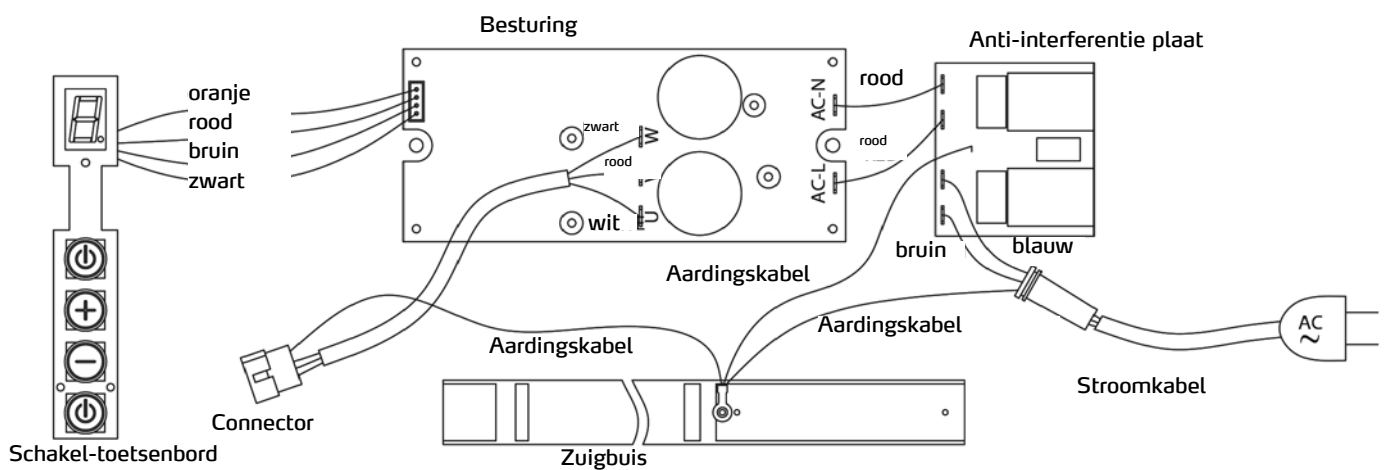 Besturing
Anti-interferentie plaat
oranje
rood
bruin
zwart
zwart
rood
wit
W
U
AC-N
AC-L
rood
rood
bruin
blauw
Aardingskabel
Aardingskabel
Aardingskabel
AC
~
Stroomkabel
Connector
Schakel-toetsenbord
Zuigbuis